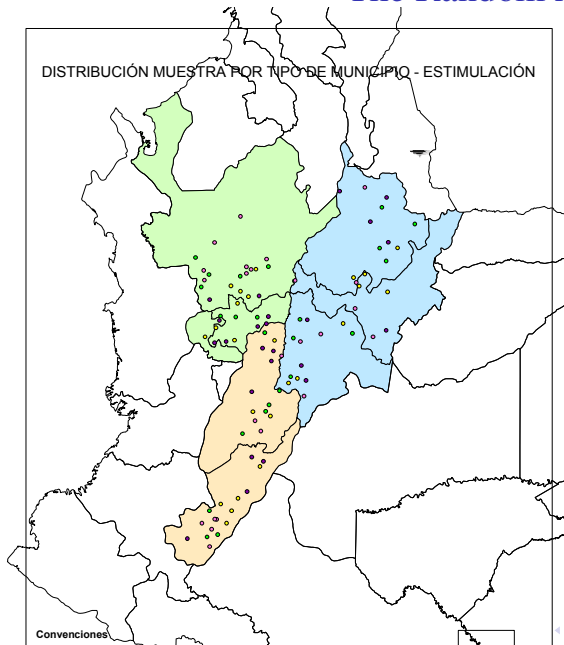 DISTRIBUCIÓN MUESTRA POR TIPO DE MUNICIPIO - ESTIMULACIÓN
Convenciones